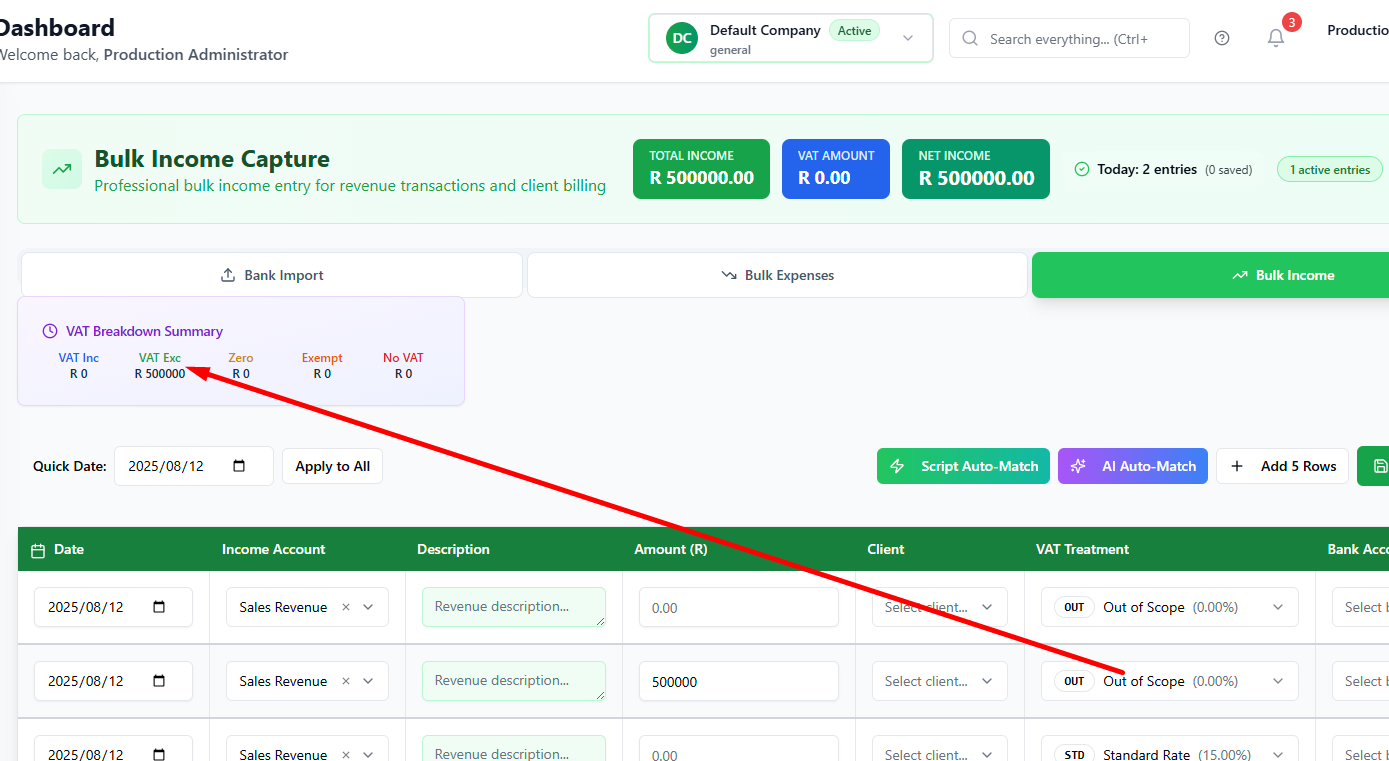 Dashboard
Welcome back, Production Administrator
DC
Default Company
Active
general
Search everything... (Ctrl+
3
Productio
Bulk Income Capture
Professional bulk income entry for revenue transactions and client billing
TOTAL INCOME
R 500000.00
VAT AMOUNT
R 0.00
NET INCOME
R 500000.00
Today: 2 entries (0 saved)
1 active entries
Bank Import
Bulk Expenses
Bulk Income
VAT Breakdown Summary
VAT Inc VAT Exc Zero Exempt No VAT
R 0 R 500000 R 0 R 0 R 0
Quick Date: 2025/08/12 Apply to All
Script Auto-Match AI Auto-Match Add 5 Rows
Date Income Account Description Amount (R) Client VAT Treatment Bank Acco
2025/08/12 Sales Revenue Revenue description... 0.00 Select client... OUT Out of Scope (0.00%) Select b
2025/08/12 Sales Revenue Revenue description... 500000 Select client... OUT Out of Scope (0.00%) Select b
2025/08/12 Sales Revenue Revenue description... 0.00 Select client... STD Standard Rate (15.00%) Select b